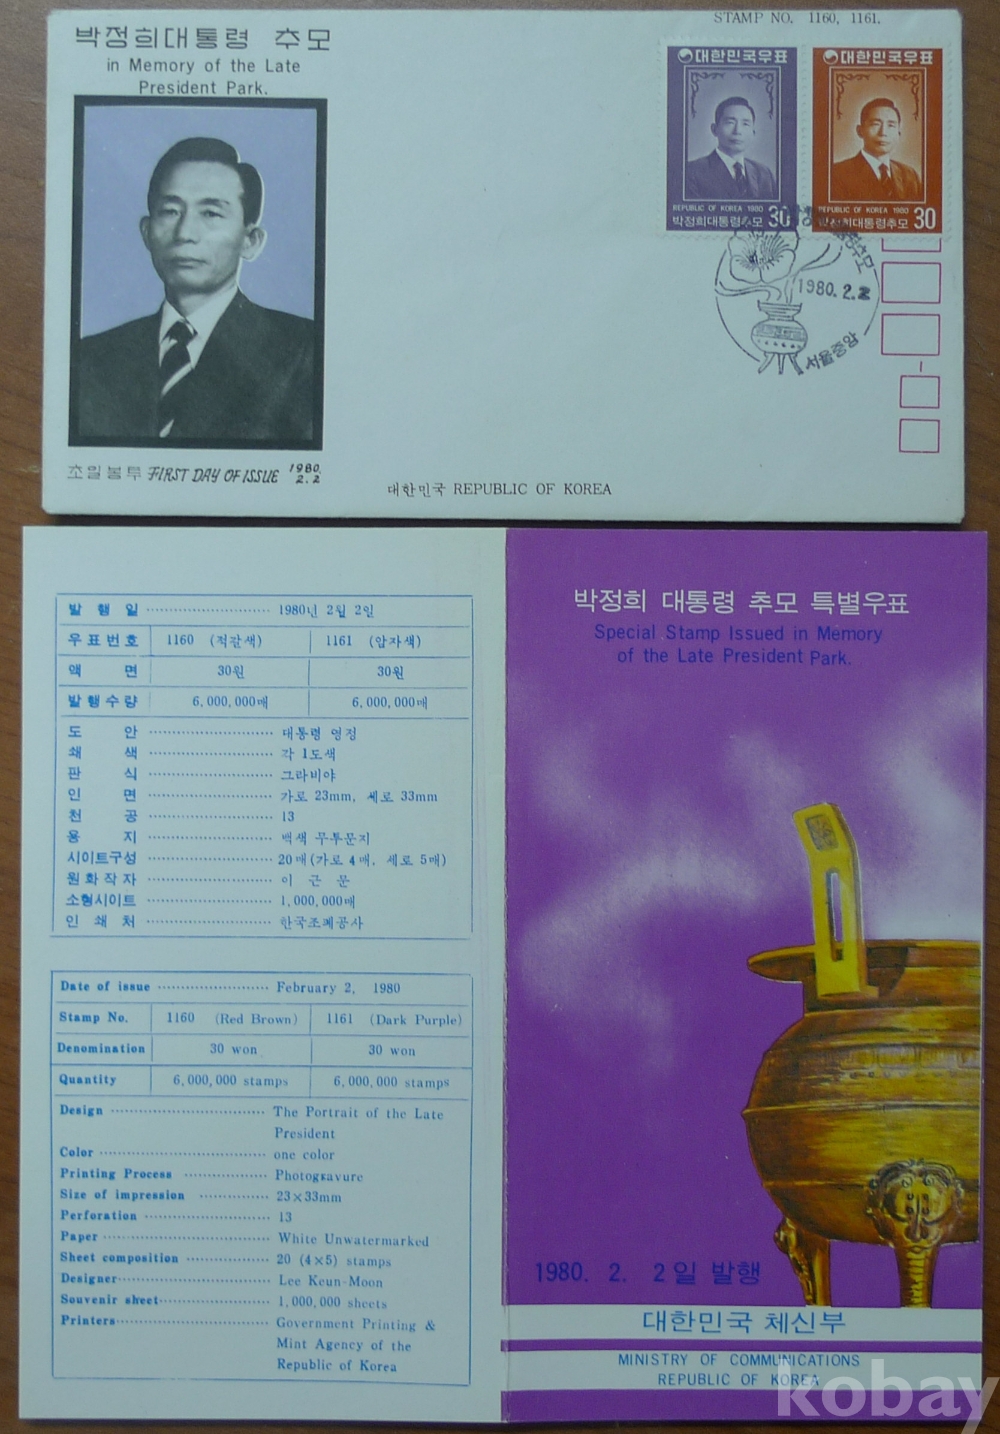 STAMP NO. 1160, 1161.
박정희대통령 추모
in Memory of the Late
President Park.
대한민국우표
REPUBLIC OF KOREA 1980
박정희대통령추모 30
대한민국우표
REPUBLIC OF KOREA 1980
박정희대통령추모 30
1980. 2. 2
서울중앙
초일봉투 FIRST DAY OF ISSUE 1980. 2.2
대한민국 REPUBLIC OF KOREA
발 행 일 1980년 2월 2일
우표번호 1160 (적갈색) 1161 (암자색)
액 면 30원 30원
발행수량 6,000,000매 6,000,000매
도 안 대통령 영정
쇄 색 각 1도색
판 식 그라비야
인 면 가로 23mm, 세로 33mm
천 공 13
용 지 백색 무투문지
시이트구성 20매(가로 4매, 세로 5매)
원화작자 이 근 문
소형시이트 1,000,000매
인 쇄 처 한국조폐공사
Date of issue February 2, 1980
Stamp No. 1160 (Red Brown) 1161 (Dark Purple)
Denomination 30 won 30 won
Quantity 6,000,000 stamps 6,000,000 stamps
Design The Portrait of the Late
President
Color one color
Printing Process Photogravure
Size of impression 23×33mm
Perforation 13
Paper White Unwatermarked
Sheet composition 20 (4×5) stamps
Designer Lee Keun-Moon
Souvenir sheet 1,000,000 sheets
Printers Government Printing &
Mint Agency of the
Republic of Korea
박정희 대통령 추모 특별우표
Special Stamp Issued in Memory
of the Late President Park.
1980. 2. 2일 발행
대한민국 체신부
MINISTRY OF COMMUNICATIONS
REPUBLIC OF KOREA
kobay